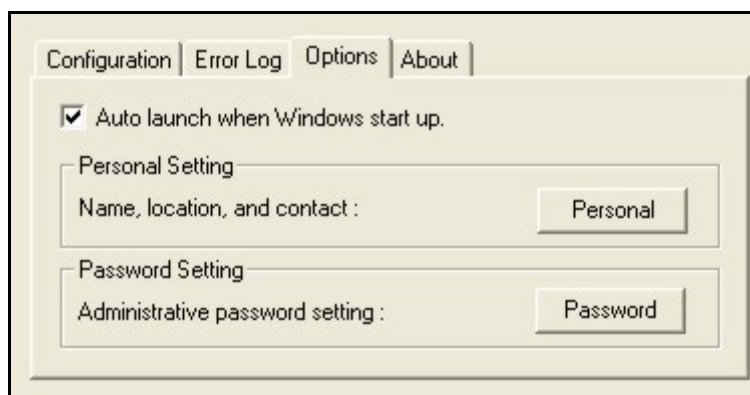 Configuration Error Log Options About
Auto launch when Windows start up.
Personal Setting
Name, location, and contact : Personal
Password Setting
Administrative password setting : Password